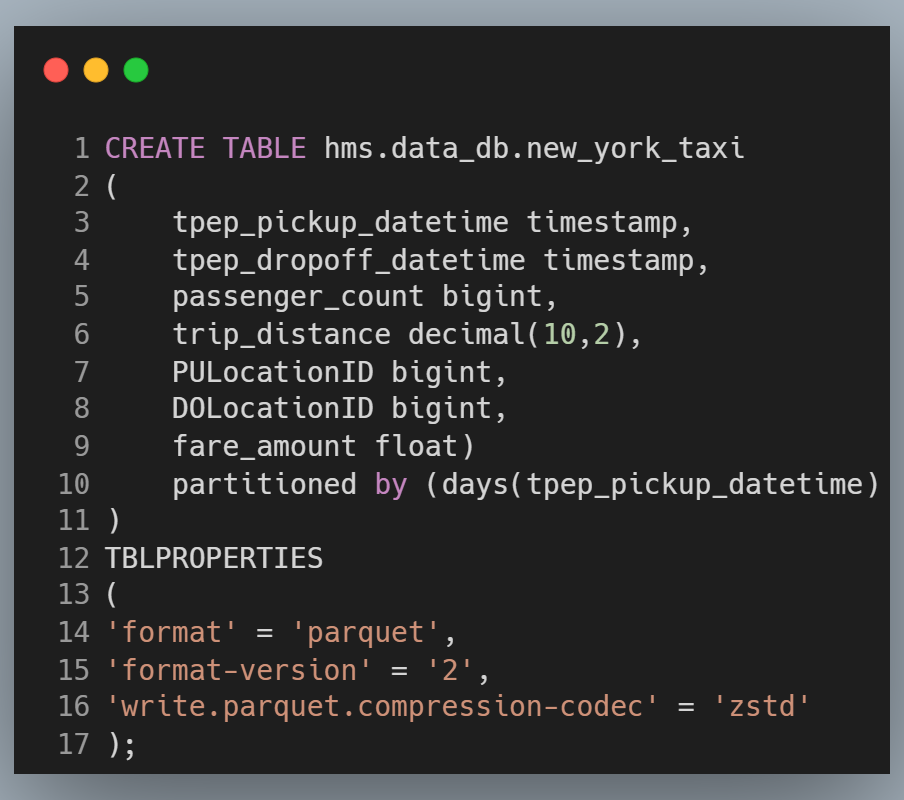 1 CREATE TABLE hms.data_db.new_york_taxi
2 (
3     tpep_pickup_datetime timestamp,
4     tpep_dropoff_datetime timestamp,
5     passenger_count bigint,
6     trip_distance decimal(10,2),
7     PULocationID bigint,
8     DOLocationID bigint,
9     fare_amount float)
10     partitioned by (days(tpep_pickup_datetime)
11 )
12 TBLPROPERTIES
13 (
14 'format' = 'parquet',
15 'format-version' = '2',
16 'write.parquet.compression-codec' = 'zstd'
17 );